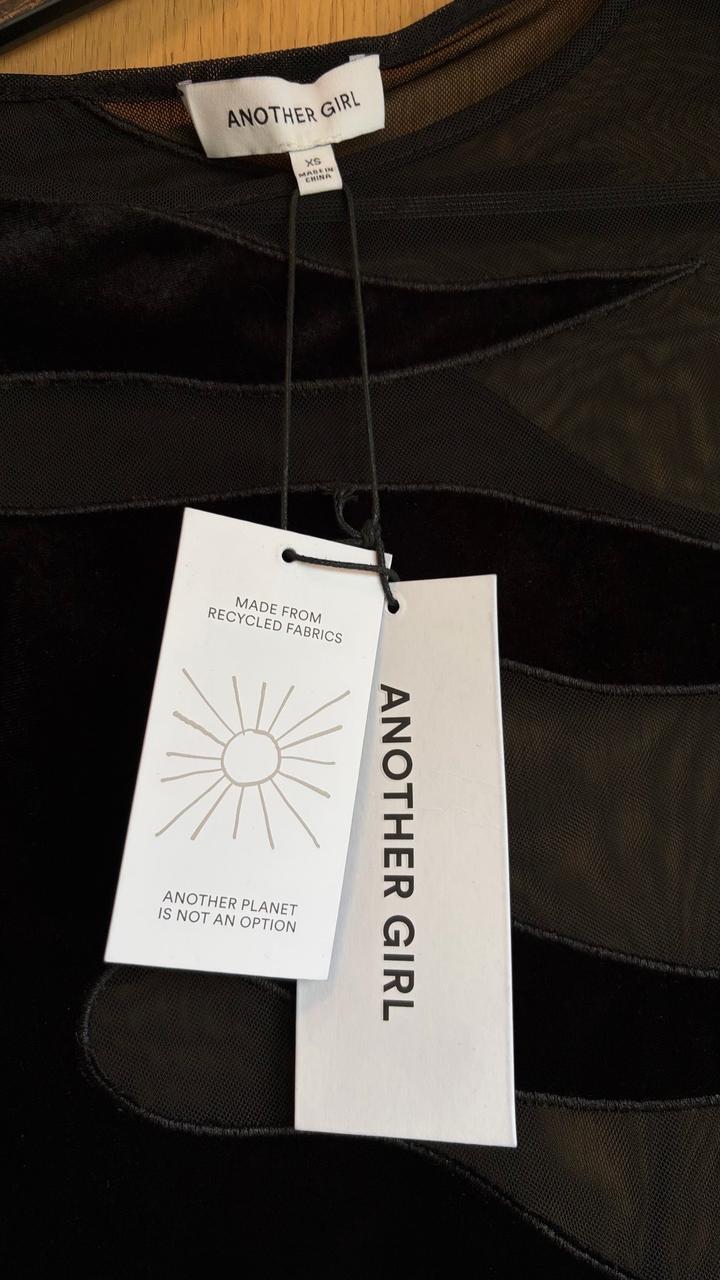 ANOTHER GIRL
XS
MADE IN
CHINA
MADE FROM
RECYCLED FABRICS
ANOTHER PLANET
IS NOT AN OPTION
ANOTHER GIRL